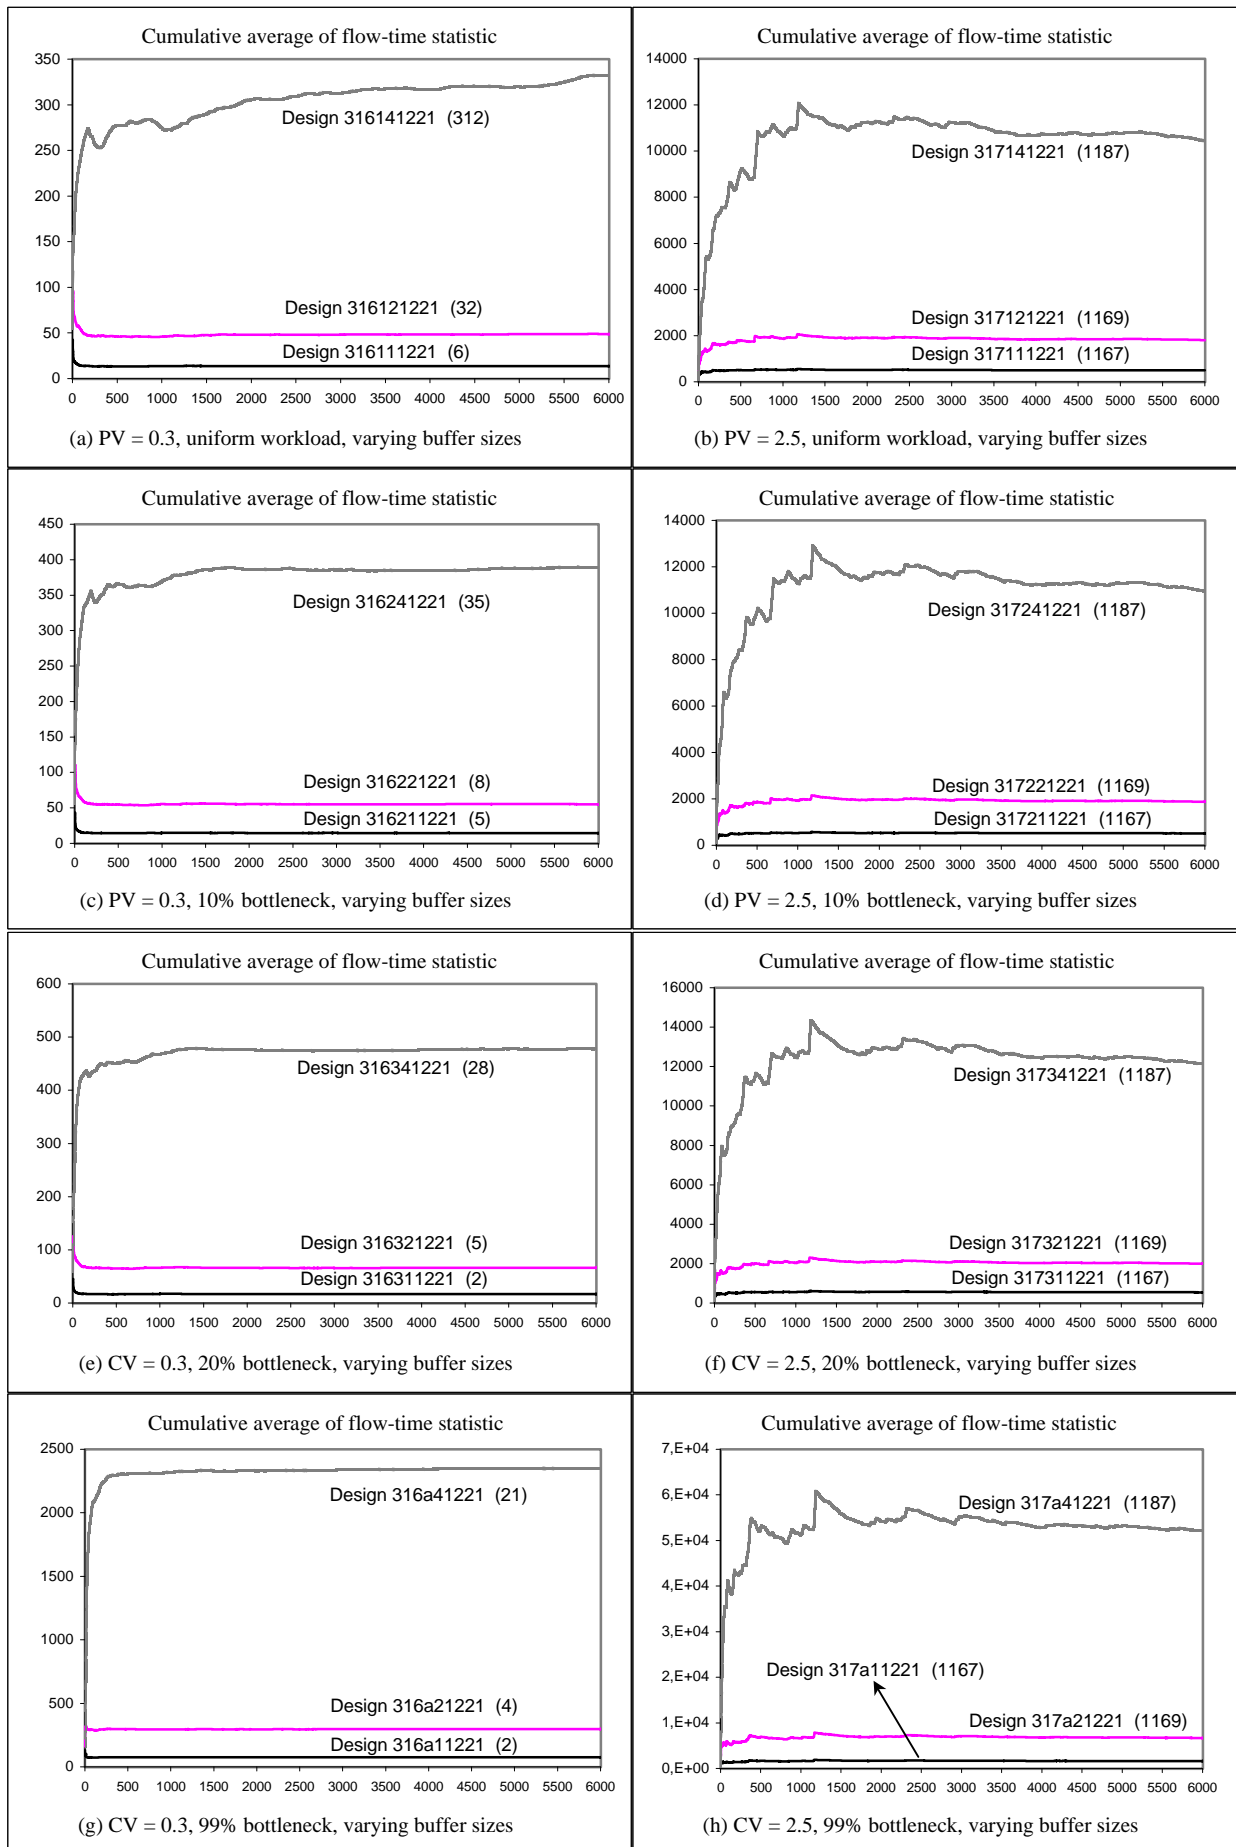 Cumulative average of flow-time statistic
350
300
250
200
150
100
50
0
Design 316141221 (312)
Design 316121221 (32)
Design 316111221 (6)
0 500 1000 1500 2000 2500 3000 3500 4000 4500 5000 5500 6000
(a) PV = 0.3, uniform workload, varying buffer sizes
Cumulative average of flow-time statistic
14000
12000
10000
8000
6000
4000
2000
0
Design 317141221 (1187)
Design 317121221 (1169)
Design 317111221 (1167)
0 500 1000 1500 2000 2500 3000 3500 4000 4500 5000 5500 6000
(b) PV = 2.5, uniform workload, varying buffer sizes
Cumulative average of flow-time statistic
450
400
350
300
250
200
150
100
50
0
Design 316241221 (35)
Design 316221221 (8)
Design 316211221 (5)
0 500 1000 1500 2000 2500 3000 3500 4000 4500 5000 5500 6000
(c) PV = 0.3, 10% bottleneck, varying buffer sizes
Cumulative average of flow-time statistic
14000
12000
10000
8000
6000
4000
2000
0
Design 317241221 (1187)
Design 317221221 (1169)
Design 317211221 (1167)
0 500 1000 1500 2000 2500 3000 3500 4000 4500 5000 5500 6000
(d) PV = 2.5, 10% bottleneck, varying buffer sizes
Cumulative average of flow-time statistic
600
500
400
300
200
100
0
Design 316341221 (28)
Design 316321221 (5)
Design 316311221 (2)
0 500 1000 1500 2000 2500 3000 3500 4000 4500 5000 5500 6000
(e) CV = 0.3, 20% bottleneck, varying buffer sizes
Cumulative average of flow-time statistic
16000
14000
12000
10000
8000
6000
4000
2000
0
Design 317341221 (1187)
Design 317321221 (1169)
Design 317311221 (1167)
0 500 1000 1500 2000 2500 3000 3500 4000 4500 5000 5500 6000
(f) CV = 2.5, 20% bottleneck, varying buffer sizes
Cumulative average of flow-time statistic
2500
2000
1500
1000
500
0
Design 316a41221 (21)
Design 316a21221 (4)
Design 316a11221 (2)
0 500 1000 1500 2000 2500 3000 3500 4000 4500 5000 5500 6000
(g) CV = 0.3, 99% bottleneck, varying buffer sizes
Cumulative average of flow-time statistic
7,E+04
6,E+04
5,E+04
4,E+04
3,E+04
2,E+04
1,E+04
0,E+00
Design 317a41221 (1187)
Design 317a11221 (1167)
Design 317a21221 (1169)
0 500 1000 1500 2000 2500 3000 3500 4000 4500 5000 5500 6000
(h) CV = 2.5, 99% bottleneck, varying buffer sizes